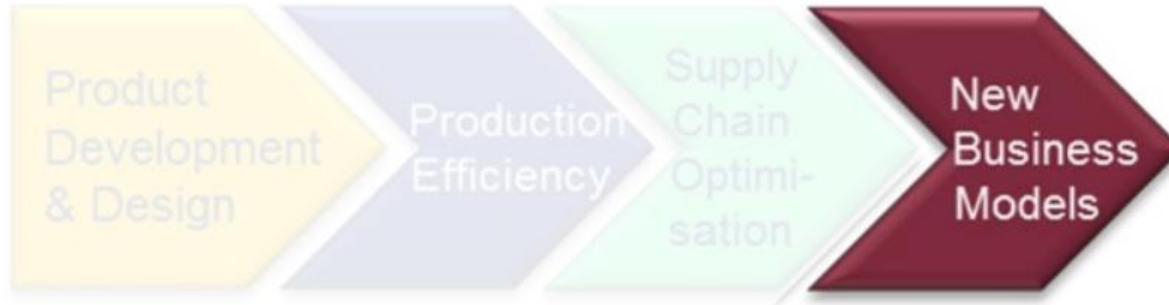 Product
Development
& Design
Production
Efficiency
Supply
Chain
Optimi-
sation
New
Business
Models